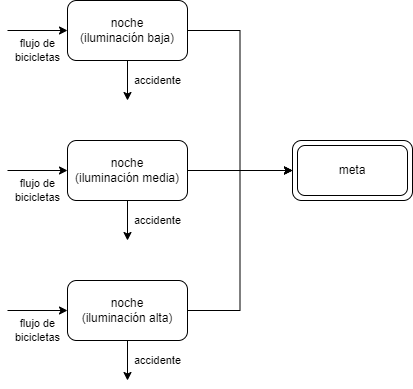 noche
(iluminación baja)
flujo de
bicicletas
accidente
noche
(iluminación media)
meta
flujo de
bicicletas
accidente
noche
(iluminación alta)
flujo de
bicicletas
accidente